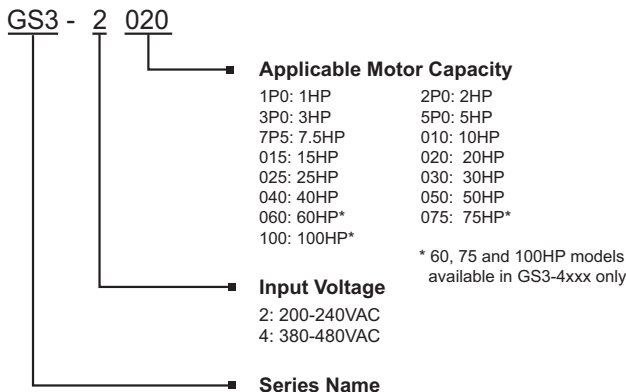 GS3 - 2 020
Applicable Motor Capacity
1P0: 1HP 2P0: 2HP
3P0: 3HP 5P0: 5HP
7P5: 7.5HP 010: 10HP
015: 15HP 020: 20HP
025: 25HP 030: 30HP
040: 40HP 050: 50HP
060: 60HP* 075: 75HP*
100: 100HP*
* 60, 75 and 100HP models
available in GS3-4xxx only
Input Voltage
2: 200-240VAC
4: 380-480VAC
Series Name